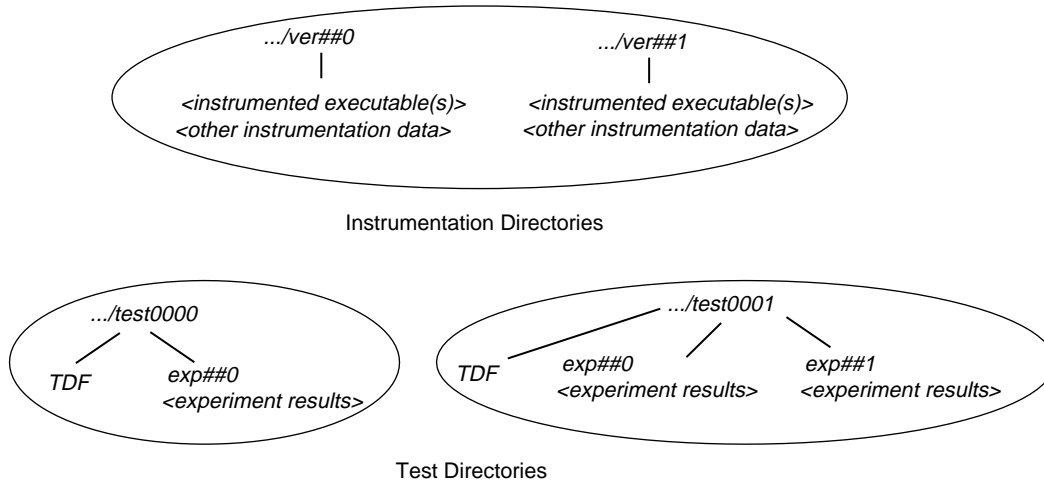 .../ver##0
.../ver##1
<instrumented executable(s)>
<other instrumentation data>
<instrumented executable(s)>
<other instrumentation data>
Instrumentation Directories
.../test0000
TDF
exp##0
<experiment results>
.../test0001
TDF
exp##0
<experiment results>
exp##1
<experiment results>
Test Directories